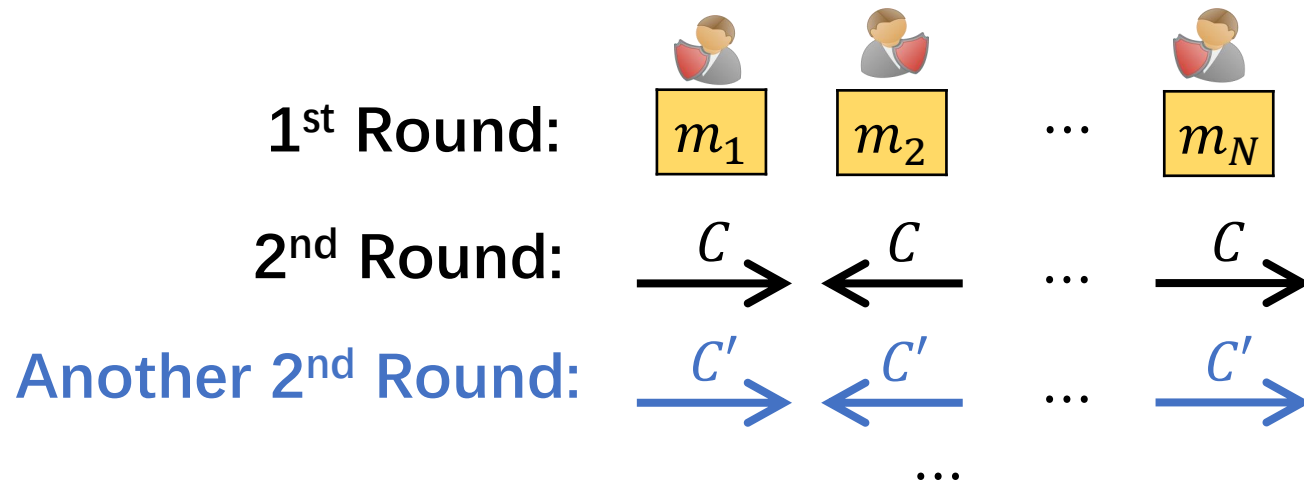 1st Round: m1 m2 ... mN
2nd Round: C C ... C
Another 2nd Round: C′ C′ ... C′
...